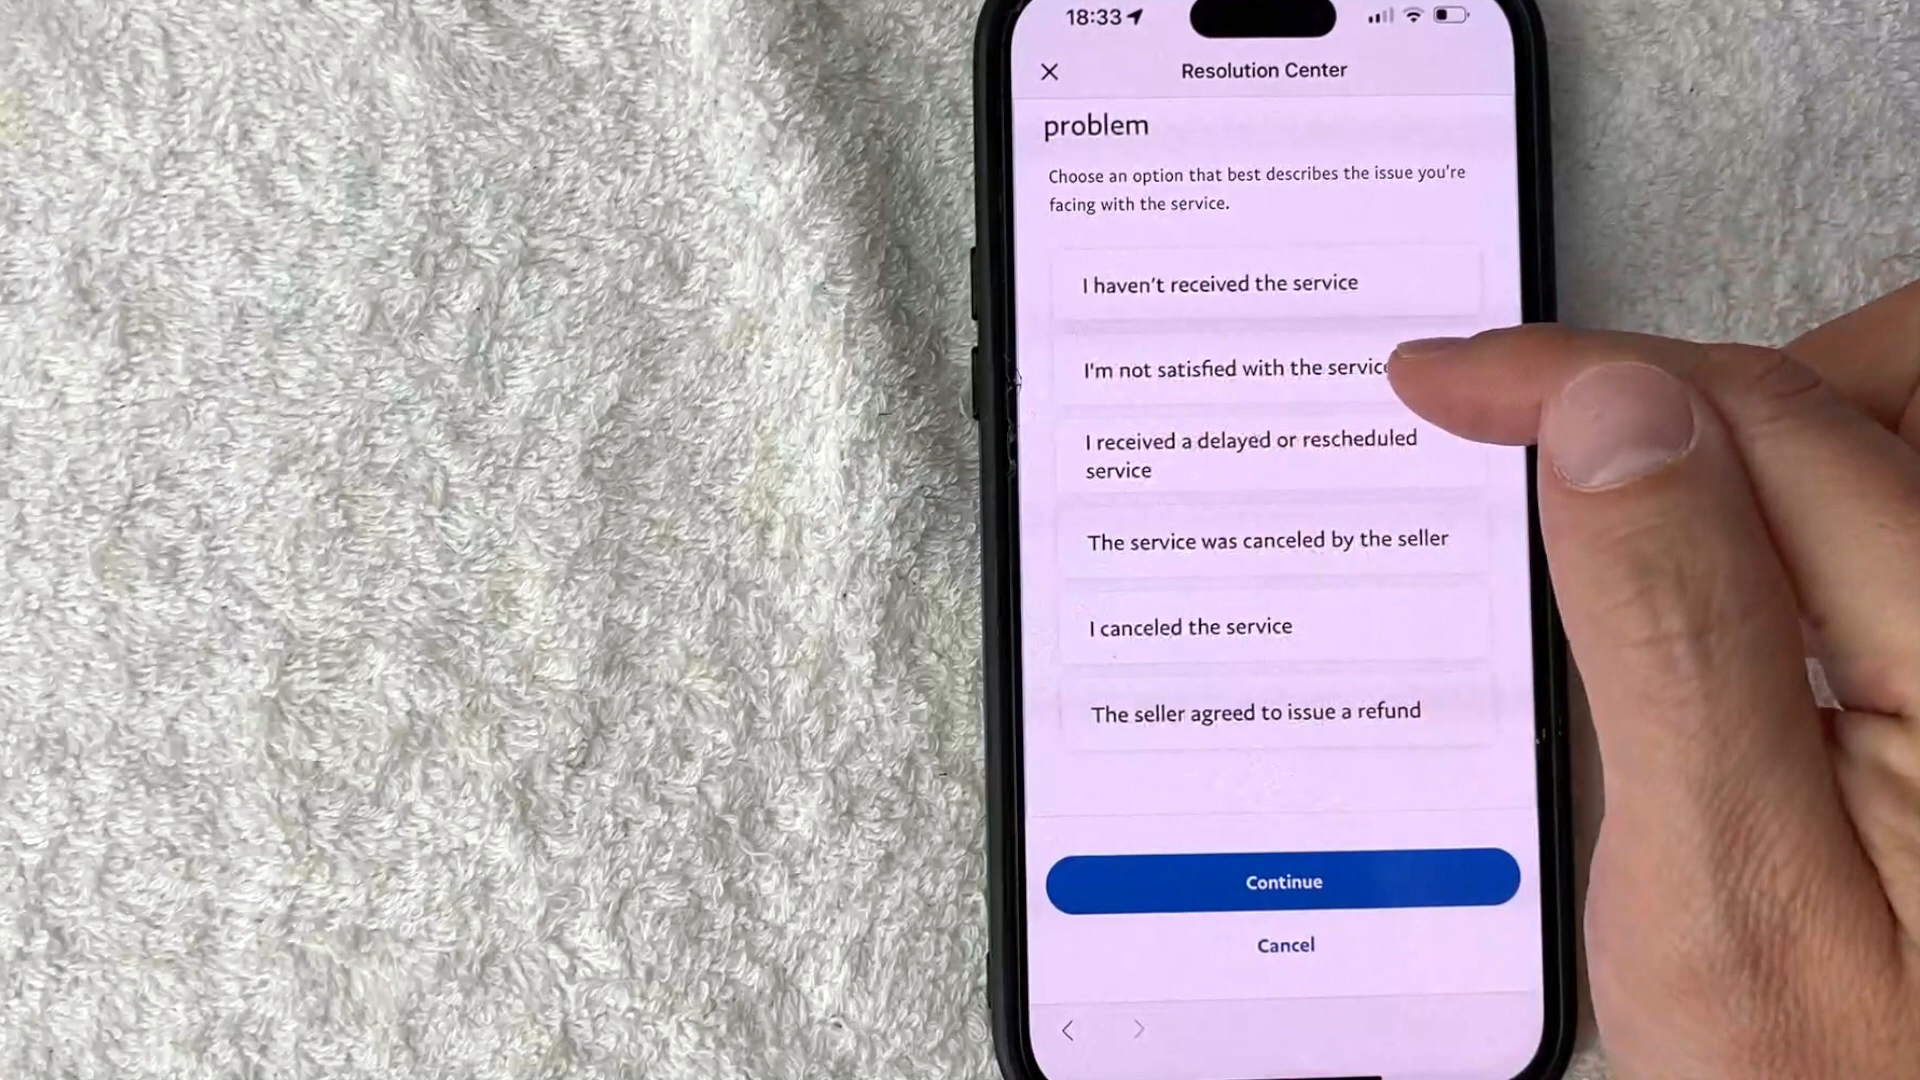 18:33
Resolution Center
problem
Choose an option that best describes the issue you're
facing with the service.
I haven't received the service
I'm not satisfied with the service
I received a delayed or rescheduled
service
The service was canceled by the seller
I canceled the service
The seller agreed to issue a refund
Continue
Cancel